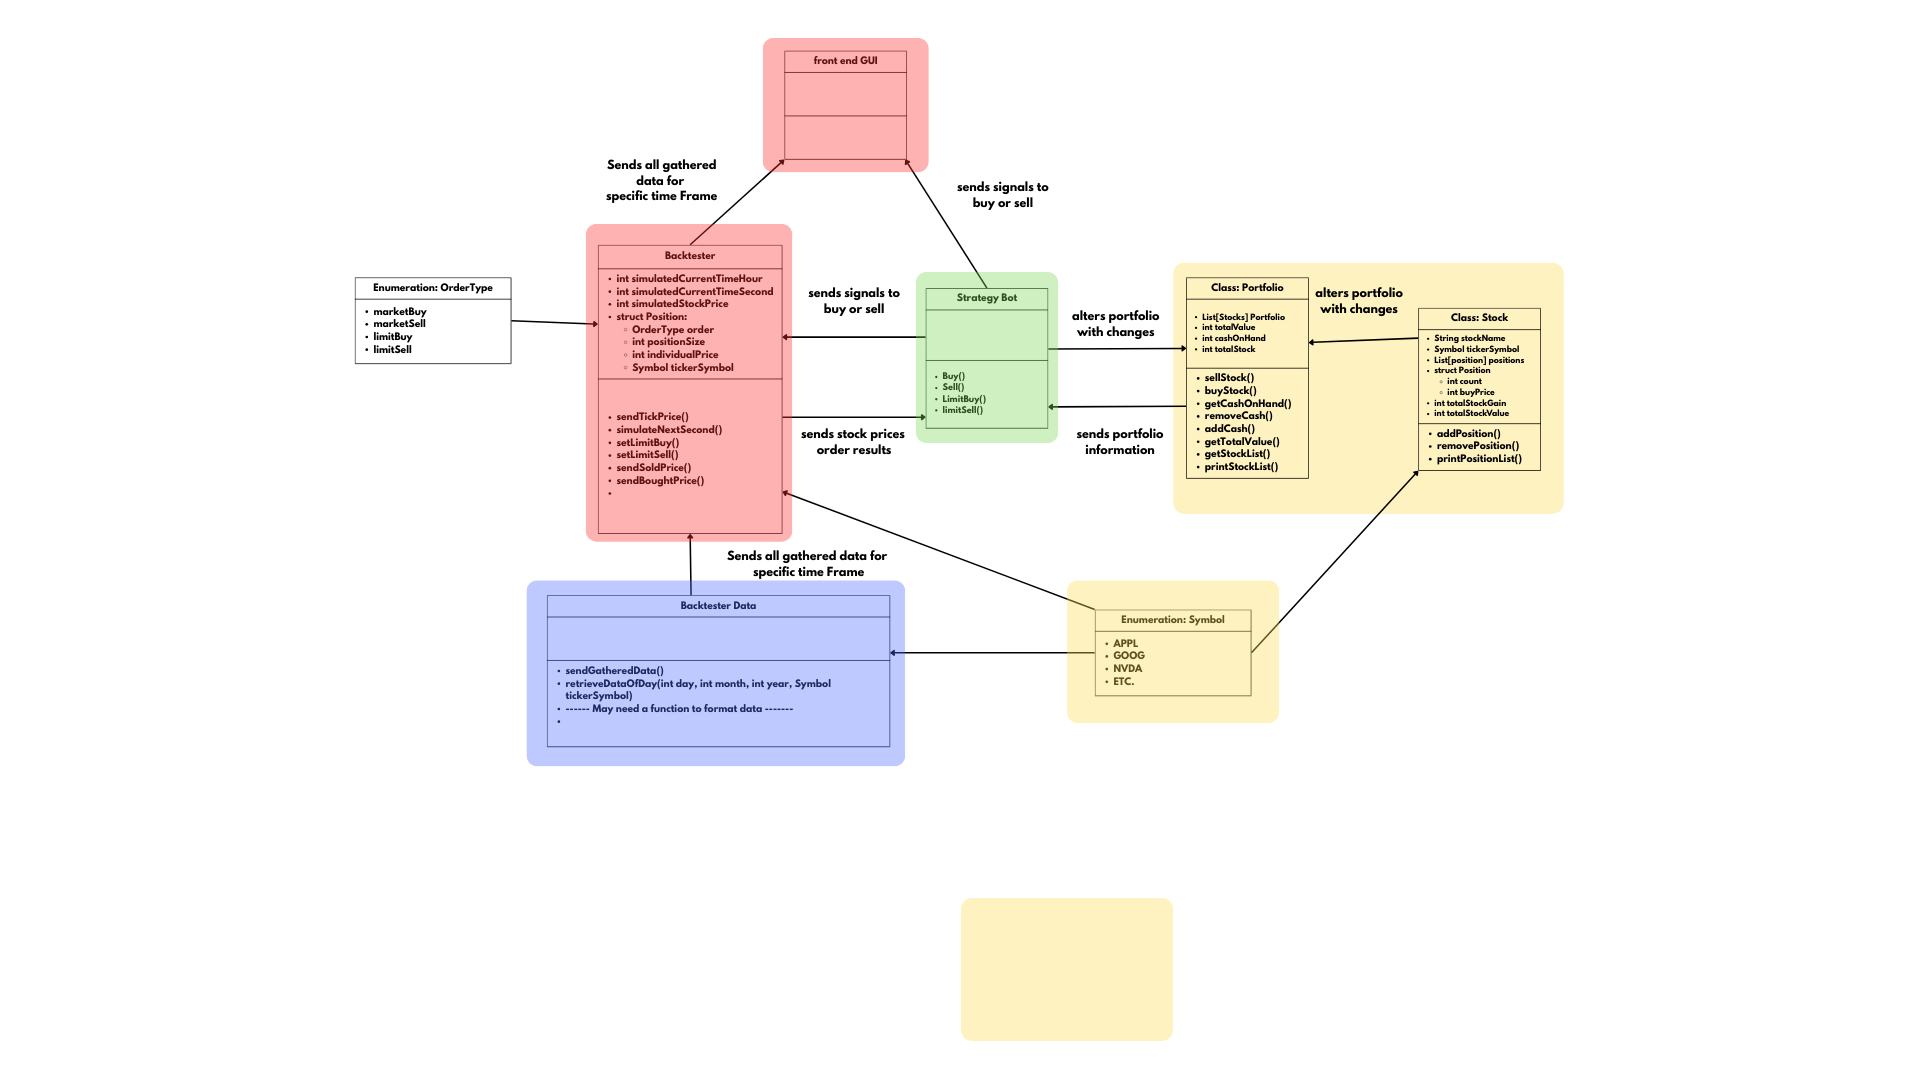 front end GUI
Sends all gathered
data for
specific time Frame
sends signals to
buy or sell
Enumeration: OrderType
• marketBuy
• marketSell
• limitBuy
• limitSell
Backtester
• int simulatedCurrentTimeHour
• int simulatedCurrentTimeSecond
• int simulatedStockPrice
• struct Position:
◦ OrderType order
◦ int positionSize
◦ int individualPrice
◦ Symbol tickerSymbol
• sendTickPrice()
• simulateNextSecond()
• setLimitBuy()
• setLimitSell()
• sendSoldPrice()
• sendBoughtPrice()
•
sends signals to
buy or sell
sends stock prices
order results
Strategy Bot
• Buy()
• Sell()
• LimitBuy()
• limitSell()
alters portfolio
with changes
sends portfolio
information
Class: Portfolio
• List[Stocks] Portfolio
• int totalValue
• int cashOnHand
• int totalStock
• sellStock()
• buyStock()
• getCashOnHand()
• removeCash()
• addCash()
• getTotalValue()
• getStockList()
• printStockList()
alters portfolio
with changes
Class: Stock
• String stockName
• Symbol tickerSymbol
• List[position] positions
• struct Position
◦ int count
◦ int buyPrice
• int totalStockGain
• int totalStockValue
• addPosition()
• removePosition()
• printPositionList()
Sends all gathered data for
specific time Frame
Backtester Data
• sendGatheredData()
• retrieveDataOfDay(int day, int month, int year, Symbol
tickerSymbol)
• ------ May need a function to format data -------
•
Enumeration: Symbol
• APPL
• GOOG
• NVDA
• ETC.